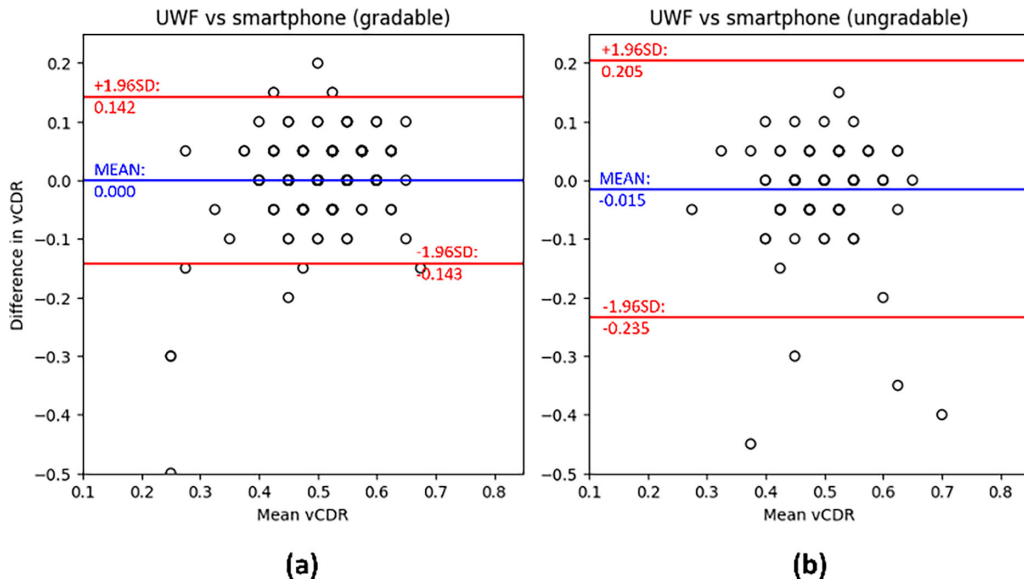 UWF vs smartphone (gradable)
Difference in vCDR
0.2
0.1
0.0
−0.1
−0.2
−0.3
−0.4
−0.5
+1.96SD:
0.142
MEAN:
0.000
-1.96SD:
-0.143
0.1 0.2 0.3 0.4 0.5 0.6 0.7 0.8
Mean vCDR
(a)
UWF vs smartphone (ungradable)
0.2
0.1
0.0
−0.1
−0.2
−0.3
−0.4
−0.5
+1.96SD:
0.205
MEAN:
-0.015
-1.96SD:
-0.235
0.1 0.2 0.3 0.4 0.5 0.6 0.7 0.8
Mean vCDR
(b)